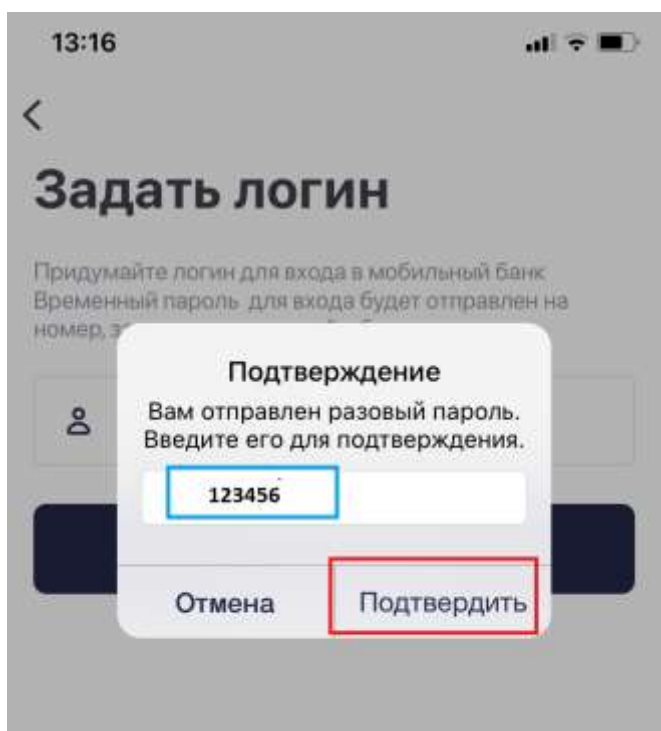 13:16
Задать логин
Придумайте логин для входа в мобильный банк
Временный пароль для входа будет отправлен на
номер,
Подтверждение
Вам отправлен разовый пароль.
Введите его для подтверждения.
123456
Отмена Подтвердить